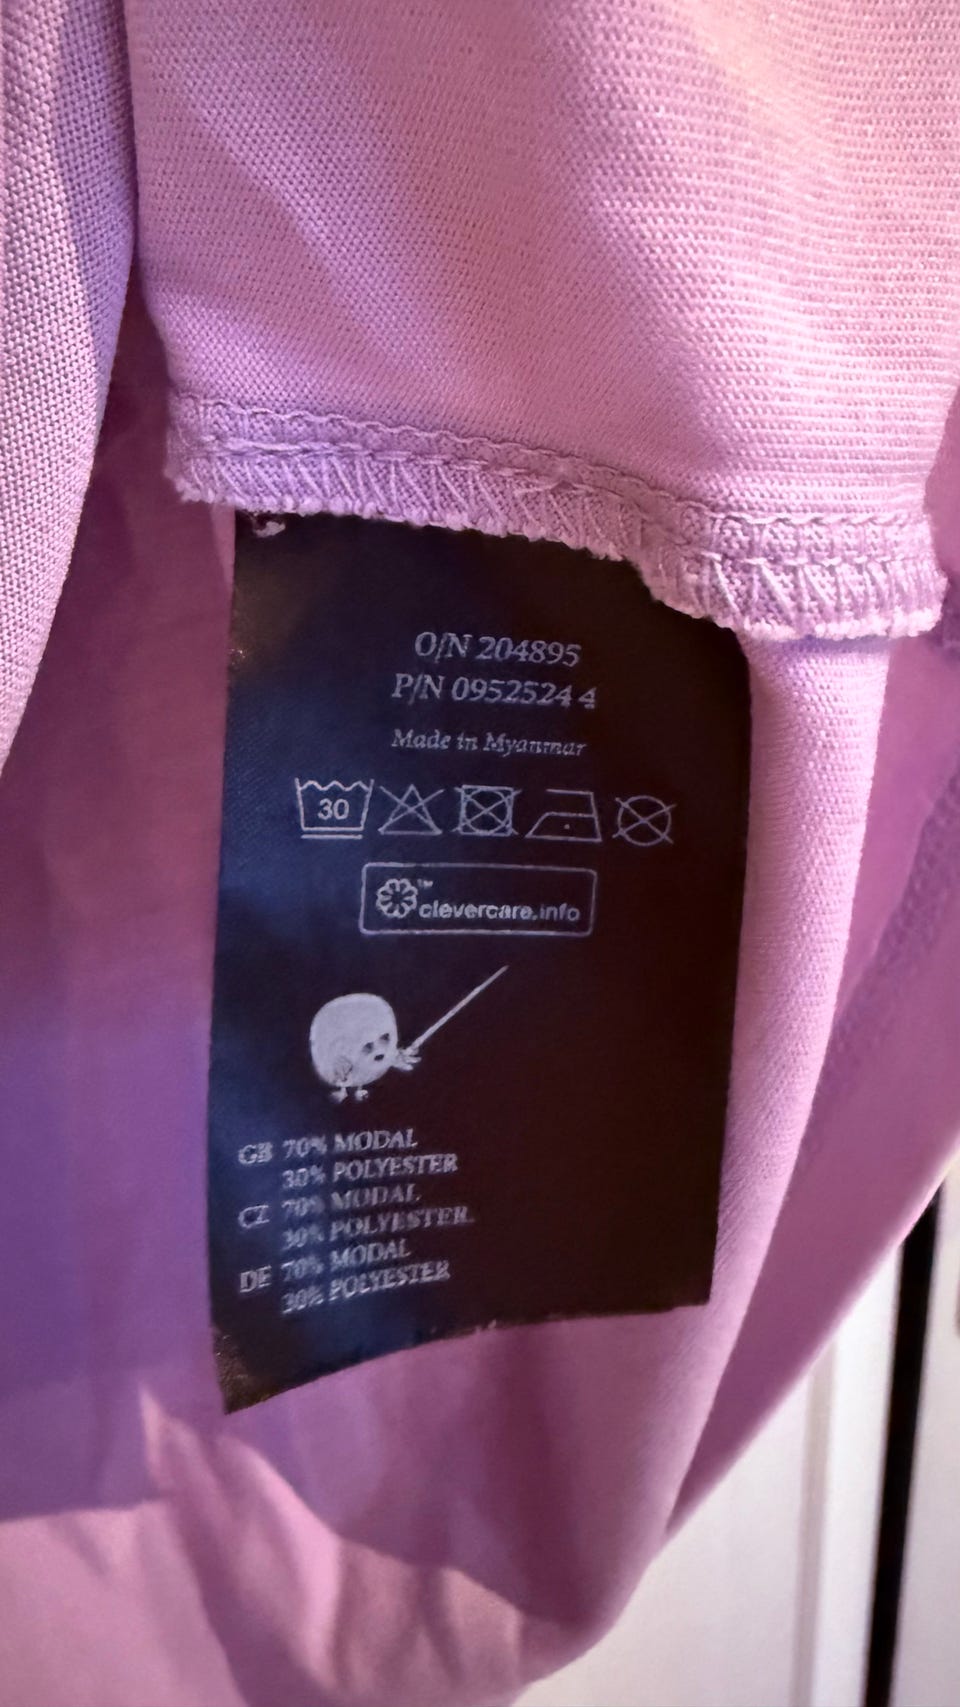 O/N 204895
P/N 0952524 4
Made in Myanmar
30
™
clevercare.info
GB 70% MODAL
30% POLYESTER
CZ 70% MODAL
30% POLYESTER
DE 70% MODAL
30% POLYESTER